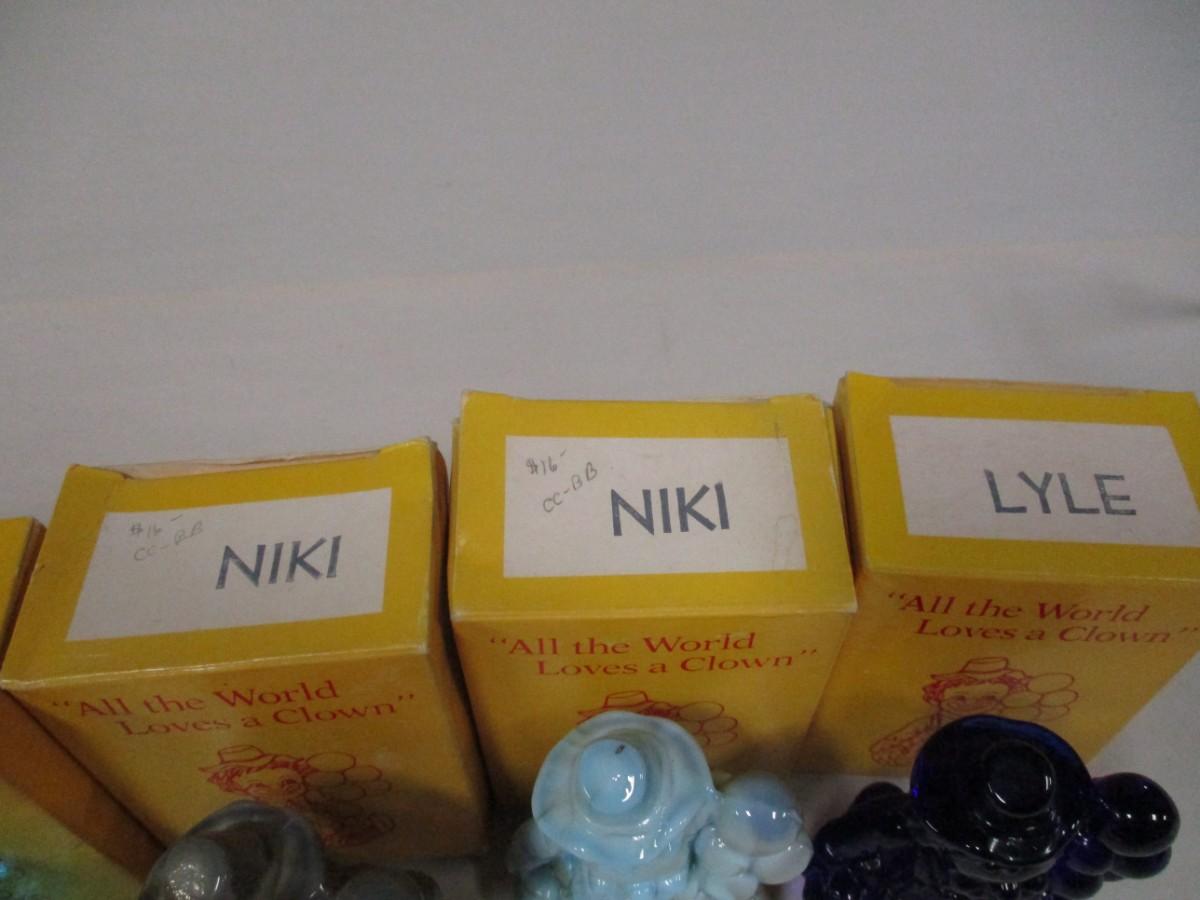 $16-
CC-BB
NIKI
"All the World
Loves a Clown"
$16-
CC-BB
NIKI
"All the World
Loves a Clown"
LYLE
"All the World
Loves a Clown"